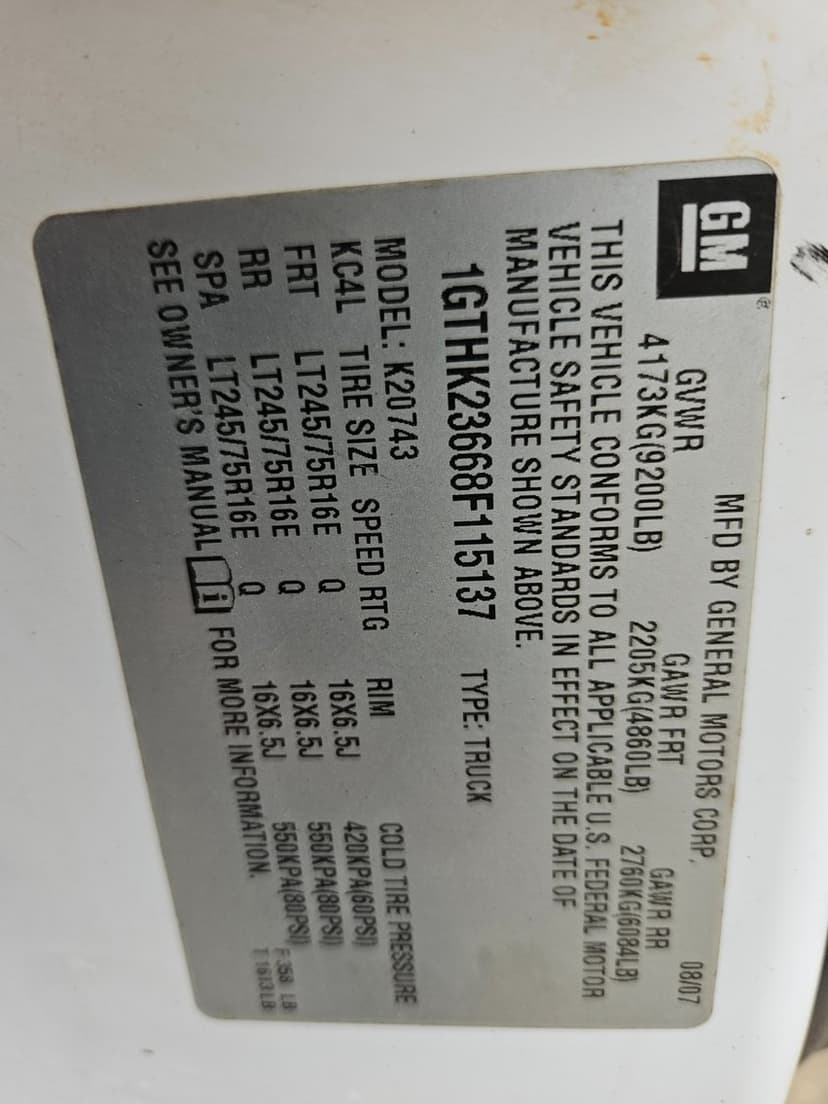 GM
MFD BY GENERAL MOTORS CORP. 08/07
GVWR GAWR FRT GAWR RR
4173KG(9200LB) 2205KG(4860LB) 2760KG(6084LB)
THIS VEHICLE CONFORMS TO ALL APPLICABLE U.S. FEDERAL MOTOR
VEHICLE SAFETY STANDARDS IN EFFECT ON THE DATE OF
MANUFACTURE SHOWN ABOVE.
1GTHK23668F115137 TYPE: TRUCK
MODEL: K20743
KC4L TIRE SIZE SPEED RTG RIM COLD TIRE PRESSURE
FRT LT245/75R16E Q 16X6.5J 420KPA(60PSI)
RR LT245/75R16E Q 16X6.5J 550KPA(80PSI)
SPA LT245/75R16E Q 16X6.5J 550KPA(80PSI)
SEE OWNER'S MANUAL FOR MORE INFORMATION.
F 358 LB
T 1613 LB